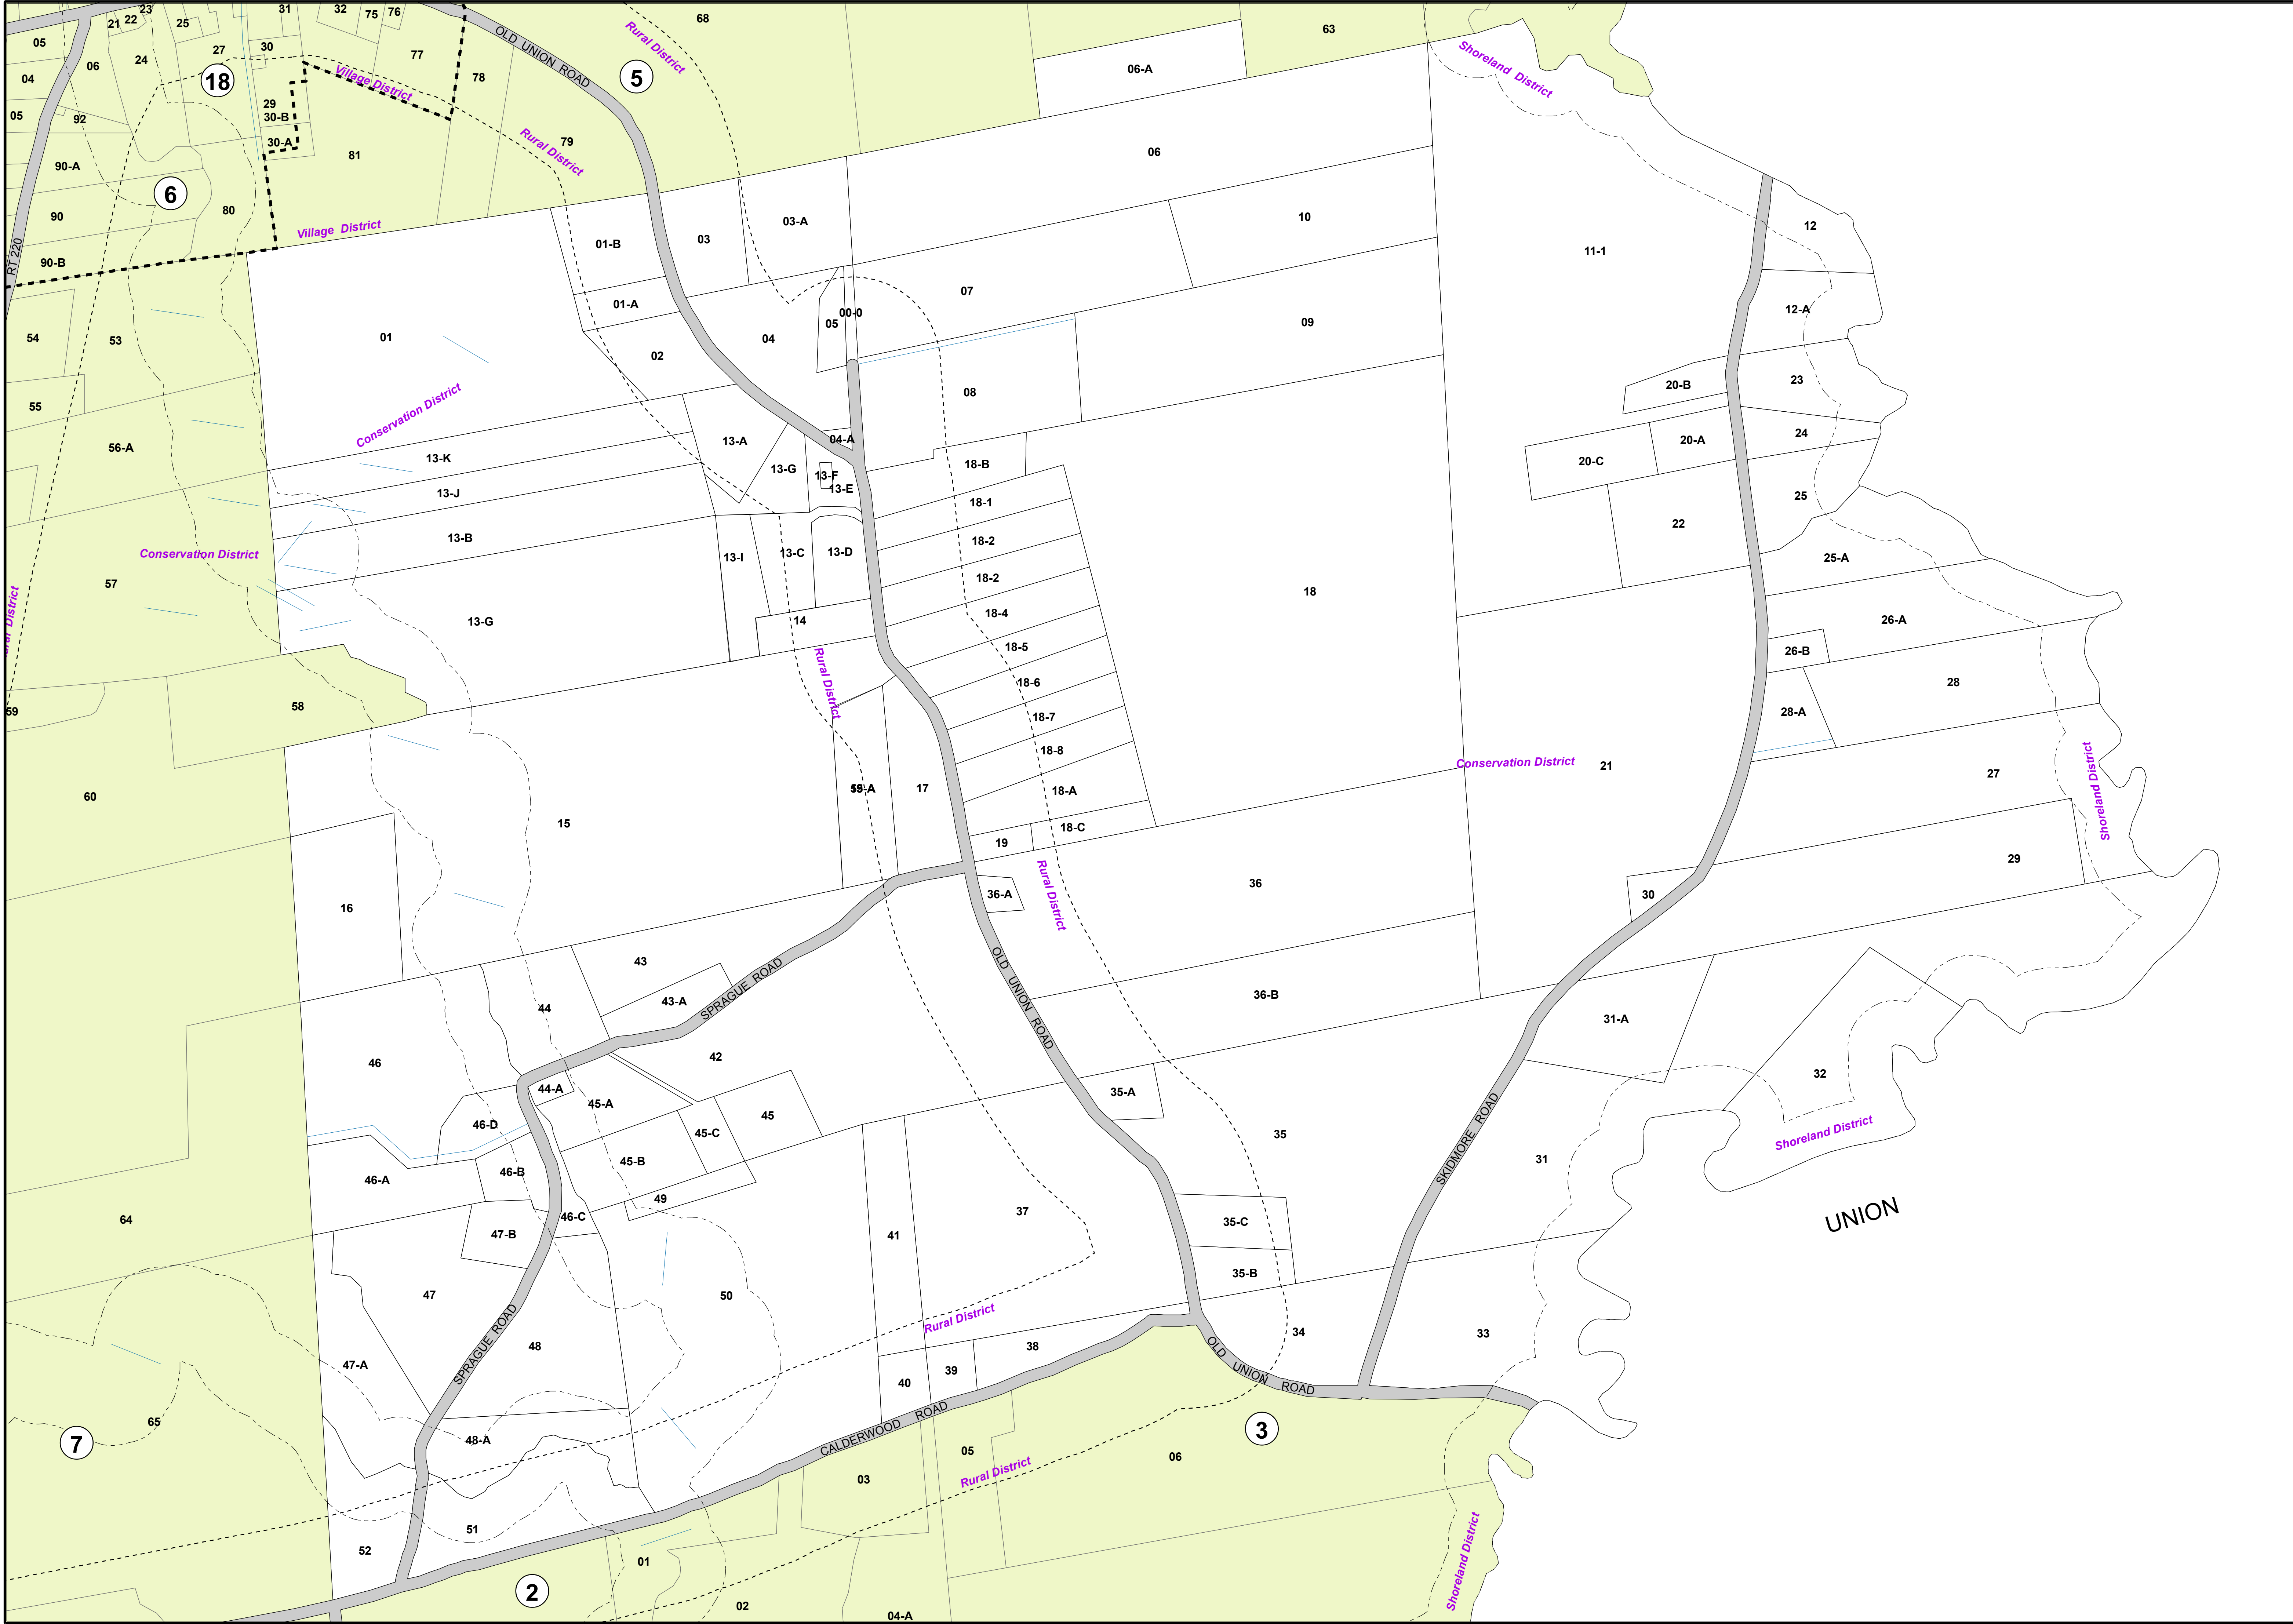 23
31
32
75
76
68
21
22
25
63
05
27
30
77
OLD UNION ROAD
Rural District
Shoreland District
06
24
18
Village District
78
5
06-A
04
29
05
92
30-B
30-A
79
Rural District
81
06
90-A
6
90
80
Village District
03-A
10
12
RT 220
90-B
01-B
03
11-1
07
01-A
00-0
12-A
54
53
01
02
04
05
09
55
Conservation District
08
20-B
23
56-A
13-A
04-A
20-A
24
13-K
13-G
13-F
13-E
18-B
20-C
13-J
18-1
25
22
13-B
18-2
Conservation District
13-I
13-C
13-D
25-A
57
18-2
18
13-G
14
18-4
26-A
18-5
26-B
Rural District
18-6
28
59
58
18-7
28-A
18-8
Conservation District
21
27
Shoreland District
60
17
18-A
15
18-C
19
29
16
36-A
36
30
Rural District
43
SPRAGUE ROAD
43-A
36-B
44
OLD UNION ROAD
31-A
46
42
32
44-A
45-A
35-A
46-D
45-C
45
35
Shoreland District
45-B
31
SKIDMORE ROAD
46-A
46-B
49
37
64
46-C
35-C
UNION
47-B
41
35-B
47
50
Rural District
34
33
SPRAGUE ROAD
48
38
47-A
39
OLD UNION ROAD
40
65
7
48-A
CALDERWOOD ROAD
3
05
06
03
Rural District
51
52
01
Shoreland District
2
02
04-A